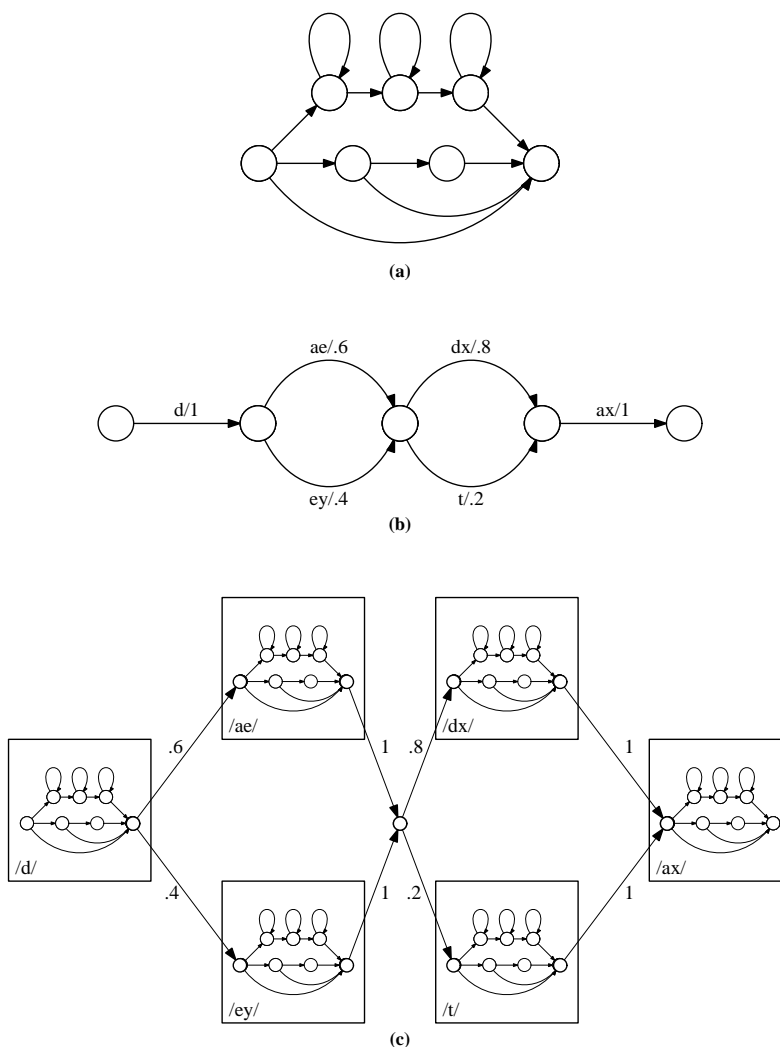 (a)
ae/.6 dx/.8
d/1 ax/1
ey/.4 t/.2
(b)
/ae/ /dx/
.6 1 .8 1
/d/ /ax/
.4 1 .2 1
/ey/ /t/
(c)